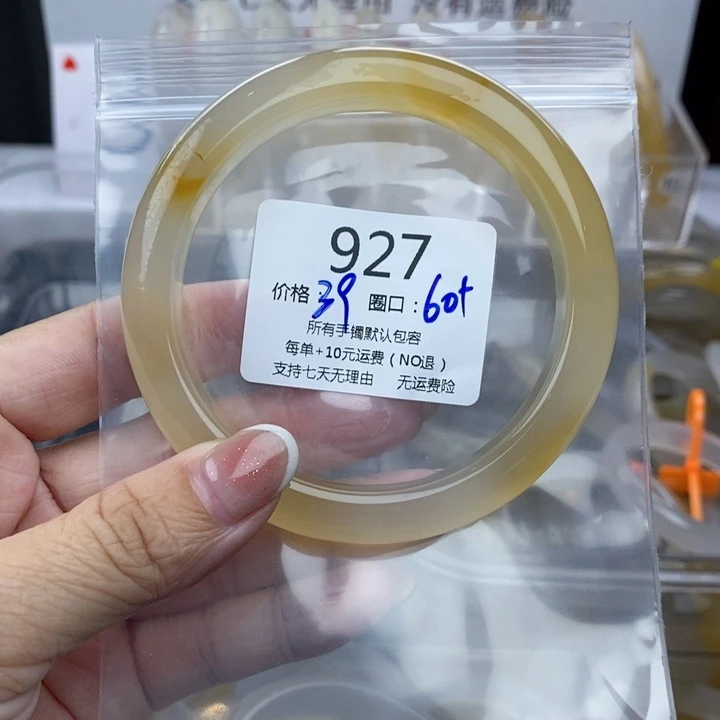 927
价格：39 圈口：60+
所有手镯默认包容
每单+10元运费（NO退）
支持七天无理由 无运费险